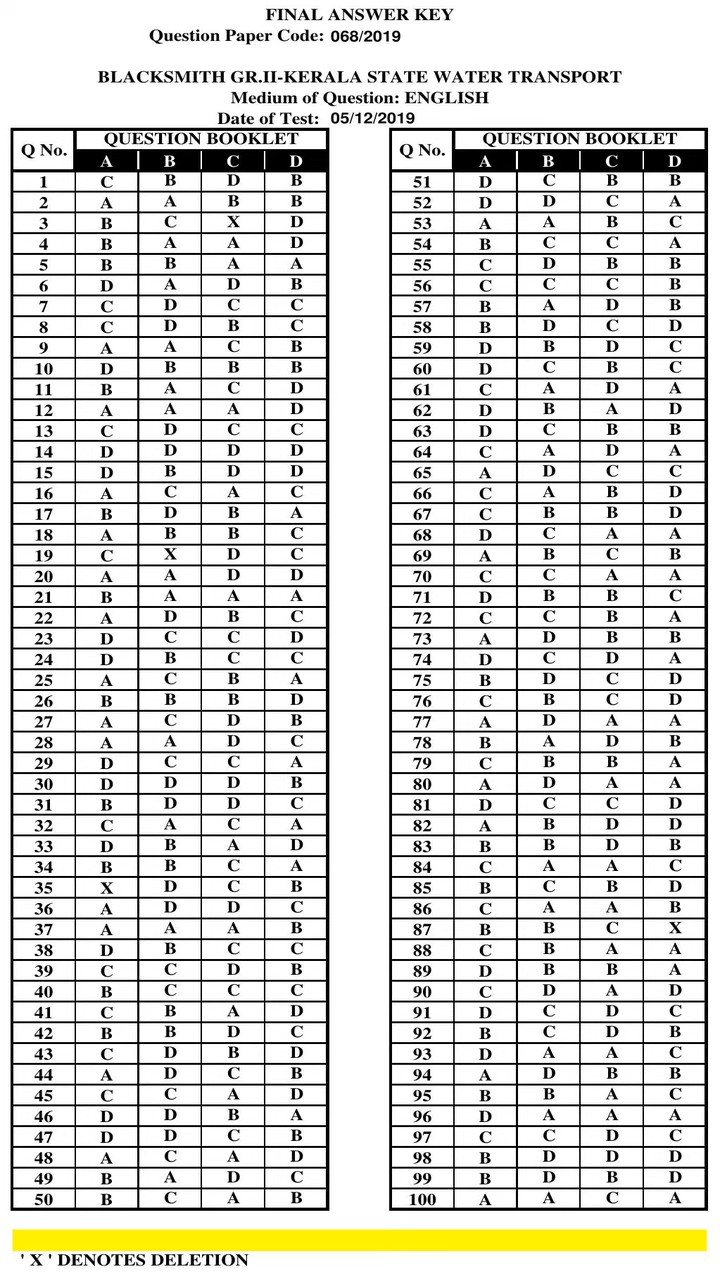 FINAL ANSWER KEY
Question Paper Code: 068/2019
BLACKSMITH GR.II-KERALA STATE WATER TRANSPORT
Medium of Question: ENGLISH
Date of Test: 05/12/2019
Q No. QUESTION BOOKLET
A B C D
1 C B D B
2 A A B B
3 B C X D
4 B A A D
5 B B A A
6 D A D B
7 C D C C
8 C D B C
9 A A C B
10 D B B B
11 B A C D
12 A A A D
13 C D C C
14 D D D D
15 D B D D
16 A C A C
17 B D B A
18 A B B C
19 C X D C
20 A A D D
21 B A A A
22 A D B C
23 D C C D
24 D B C C
25 A C B A
26 B B B D
27 A C D B
28 A A D C
29 D C C A
30 D D D B
31 B D D C
32 C A C A
33 D B A D
34 B B C A
35 X D C B
36 A D D C
37 A A A B
38 D B C C
39 C C D B
40 B C C C
41 C B A D
42 B B D C
43 C D B D
44 A D C B
45 C C A D
46 D D B A
47 D D C B
48 A C A D
49 B A D C
50 B C A B
Q No. QUESTION BOOKLET
A B C D
51 D C B B
52 D D C A
53 A A B C
54 B C C A
55 C D B B
56 C C C B
57 B A D B
58 B D C D
59 D B D C
60 D C B C
61 C A D A
62 D B A D
63 D C B B
64 C A D A
65 A D C C
66 C A B D
67 C B B D
68 D C A A
69 A B C B
70 C C A A
71 D B B C
72 C C B A
73 A D B B
74 D C D A
75 B D C D
76 C B C D
77 A D A A
78 B A D B
79 C B B A
80 A D A A
81 D C C D
82 A B D D
83 B B D B
84 C A A C
85 B C B D
86 C A A B
87 B B C X
88 C B A A
89 D B B A
90 C D A D
91 D C D C
92 B C D B
93 D A A C
94 A D B B
95 B B A C
96 D A A A
97 C C D C
98 B D D D
99 B D B D
100 A A C A
' X ' DENOTES DELETION